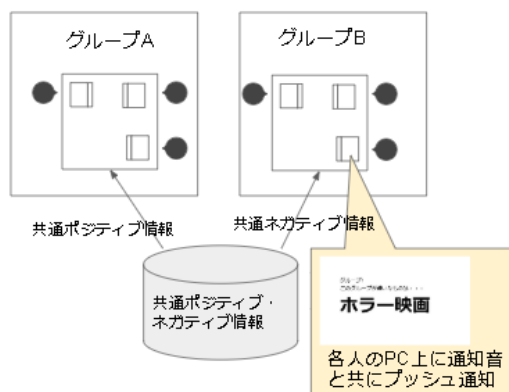 グループA
グループB
共通ポジティブ情報
共通ネガティブ情報
共通ポジティブ・
ネガティブ情報
ホラー映画
各人のPC上に通知音
と共にプッシュ通知